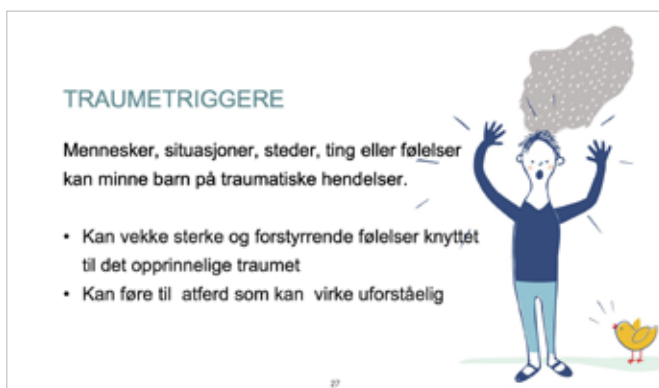 TRAUMETRIGGERE
Mennesker, situasjoner, steder, ting eller følelser
kan minne barn på traumatiske hendelser.
• Kan vekke sterke og forstyrrende følelser knyttet
til det opprinnelige traumet
• Kan føre til atferd som kan virke uforståelig
27